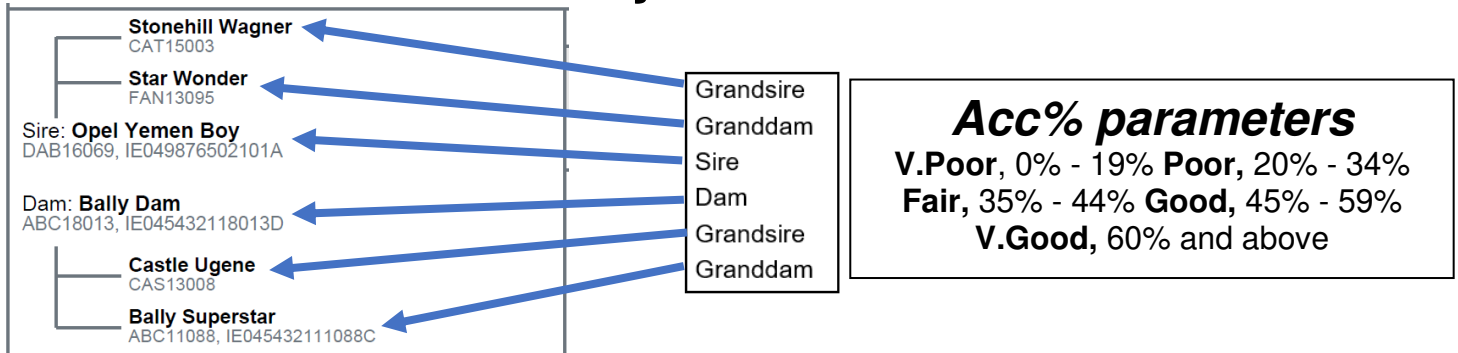 Stonehill Wagner
CAT15003
Star Wonder
FAN13095
Sire: Opel Yemen Boy
DAB16069, IE049876502101A
Dam: Bally Dam
ABC18013, IE045432118013D
Castle Ugene
CAS13008
Bally Superstar
ABC11088, IE045432111088C
Grandsire
Granddam
Sire
Dam
Grandsire
Granddam
Acc% parameters
V.Poor, 0% - 19% Poor, 20% - 34%
Fair, 35% - 44% Good, 45% - 59%
V.Good, 60% and above